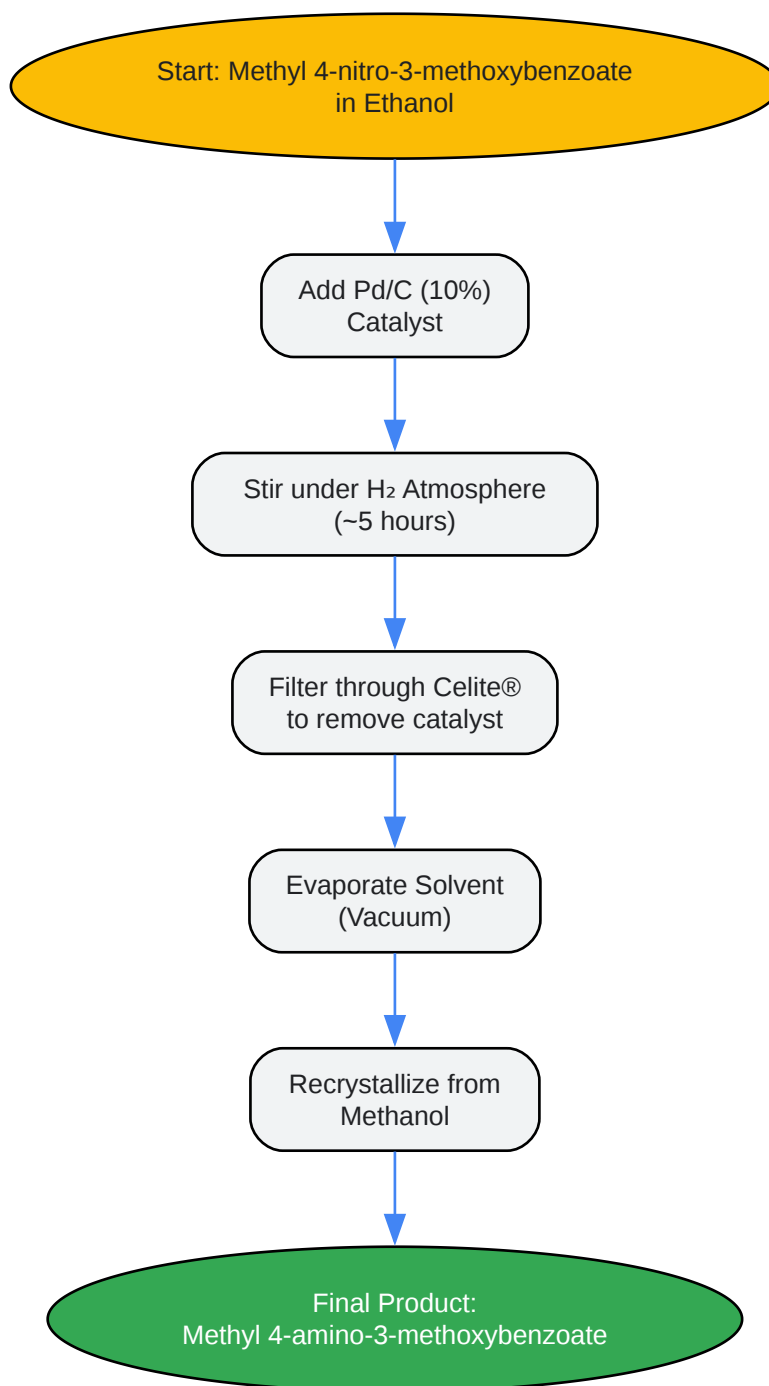 Start: Methyl 4-nitro-3-methoxybenzoate
in Ethanol
Add Pd/C (10%)
Catalyst
Stir under H₂ Atmosphere
(~5 hours)
Filter through Celite®
to remove catalyst
Evaporate Solvent
(Vacuum)
Recrystallize from
Methanol
Final Product:
Methyl 4-amino-3-methoxybenzoate